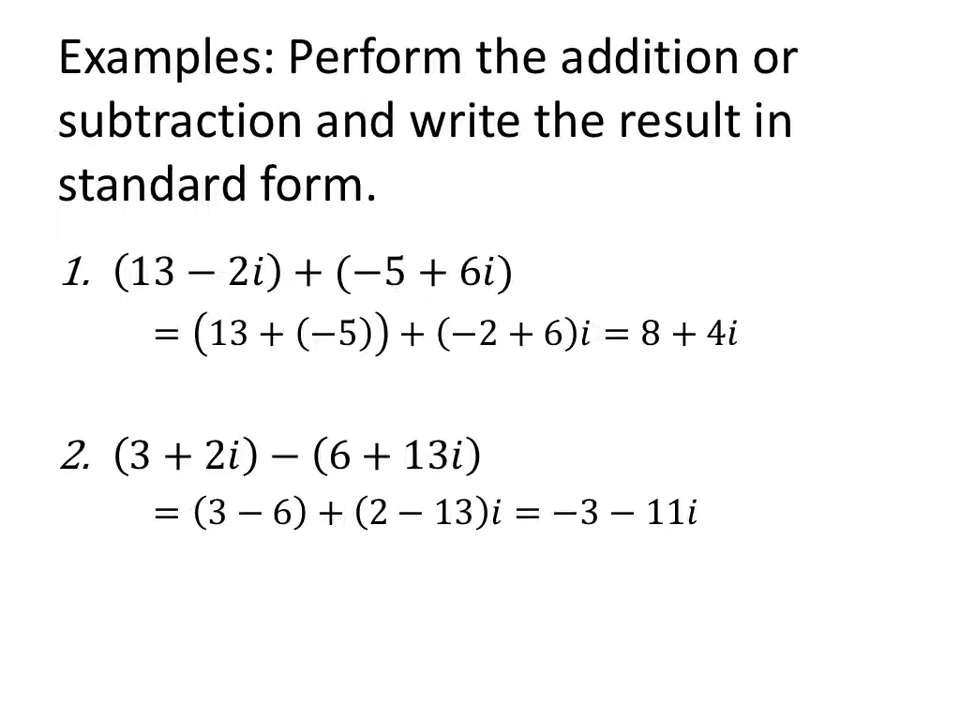 Examples: Perform the addition or
subtraction and write the result in
standard form.
1. (13 − 2i) + (−5 + 6i)
= (13 + (−5)) + (−2 + 6)i = 8 + 4i
2. (3 + 2i) − (6 + 13i)
= (3 − 6) + (2 − 13)i = −3 − 11i